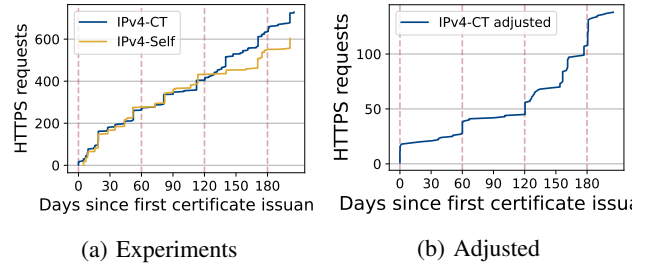 IPv4-CT
IPv4-Self
HTTPS requests
600
400
200
0
0 30 60 90 120 150 180
Days since first certificate issuan
(a) Experiments
IPv4-CT adjusted
HTTPS requests
100
50
0
0 30 60 90 120 150 180
Days since first certificate issua
(b) Adjusted